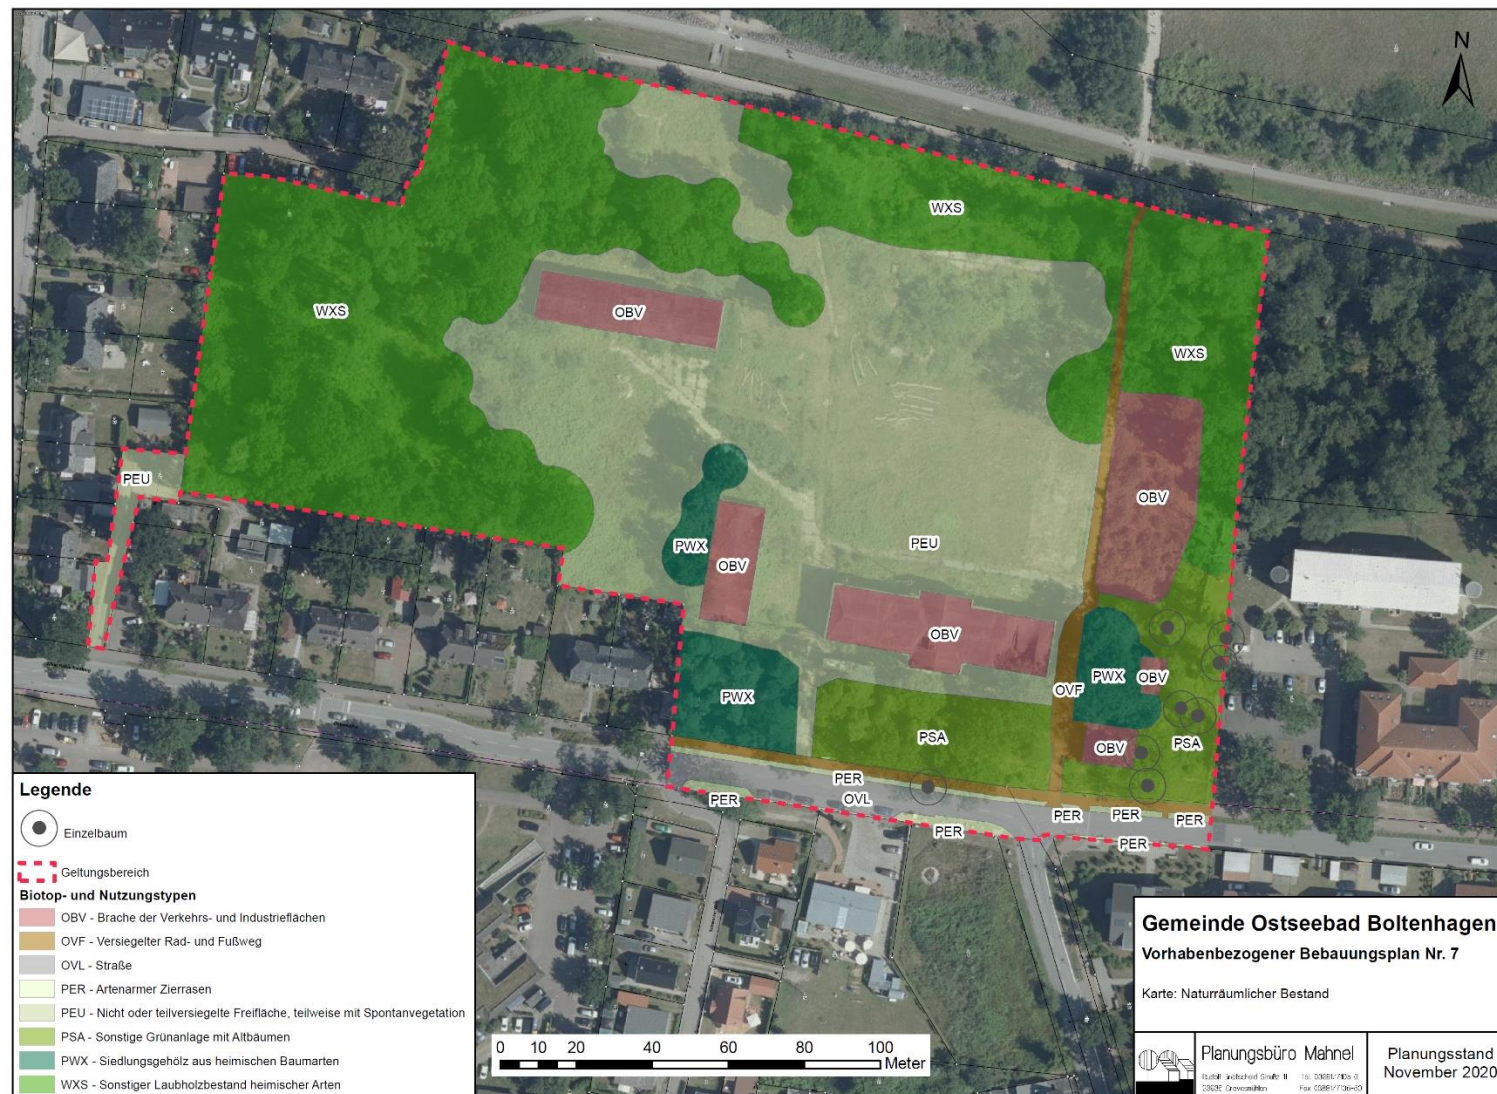 N
WXS
WXS
OBV
WXS
PEU
OBV
PWX
OBV
PEU
OBV
PWX
OVF
PWX
OBV
PSA
OBV
PSA
PER
PER
OVL
PER
PER
PER
PER
PER
Legende
Einzelbaum
Geltungsbereich
Biotop- und Nutzungstypen
OBV - Brache der Verkehrs- und Industrieflächen
OVF - Versiegelter Rad- und Fußweg
OVL - Straße
PER - Artenarmer Zierrasen
PEU - Nicht oder teilversiegelte Freifläche, teilweise mit Spontanvegetation
PSA - Sonstige Grünanlage mit Altbäumen
PWX - Siedlungsgehölz aus heimischen Baumarten
WXS - Sonstiger Laubholzbestand heimischer Arten
0 10 20 40 60 80 100
Meter
Gemeinde Ostseebad Boltenhagen
Vorhabenbezogener Bebauungsplan Nr. 7
Karte: Naturräumlicher Bestand
Planungsbüro Mahnel
Planungsstand
November 2020